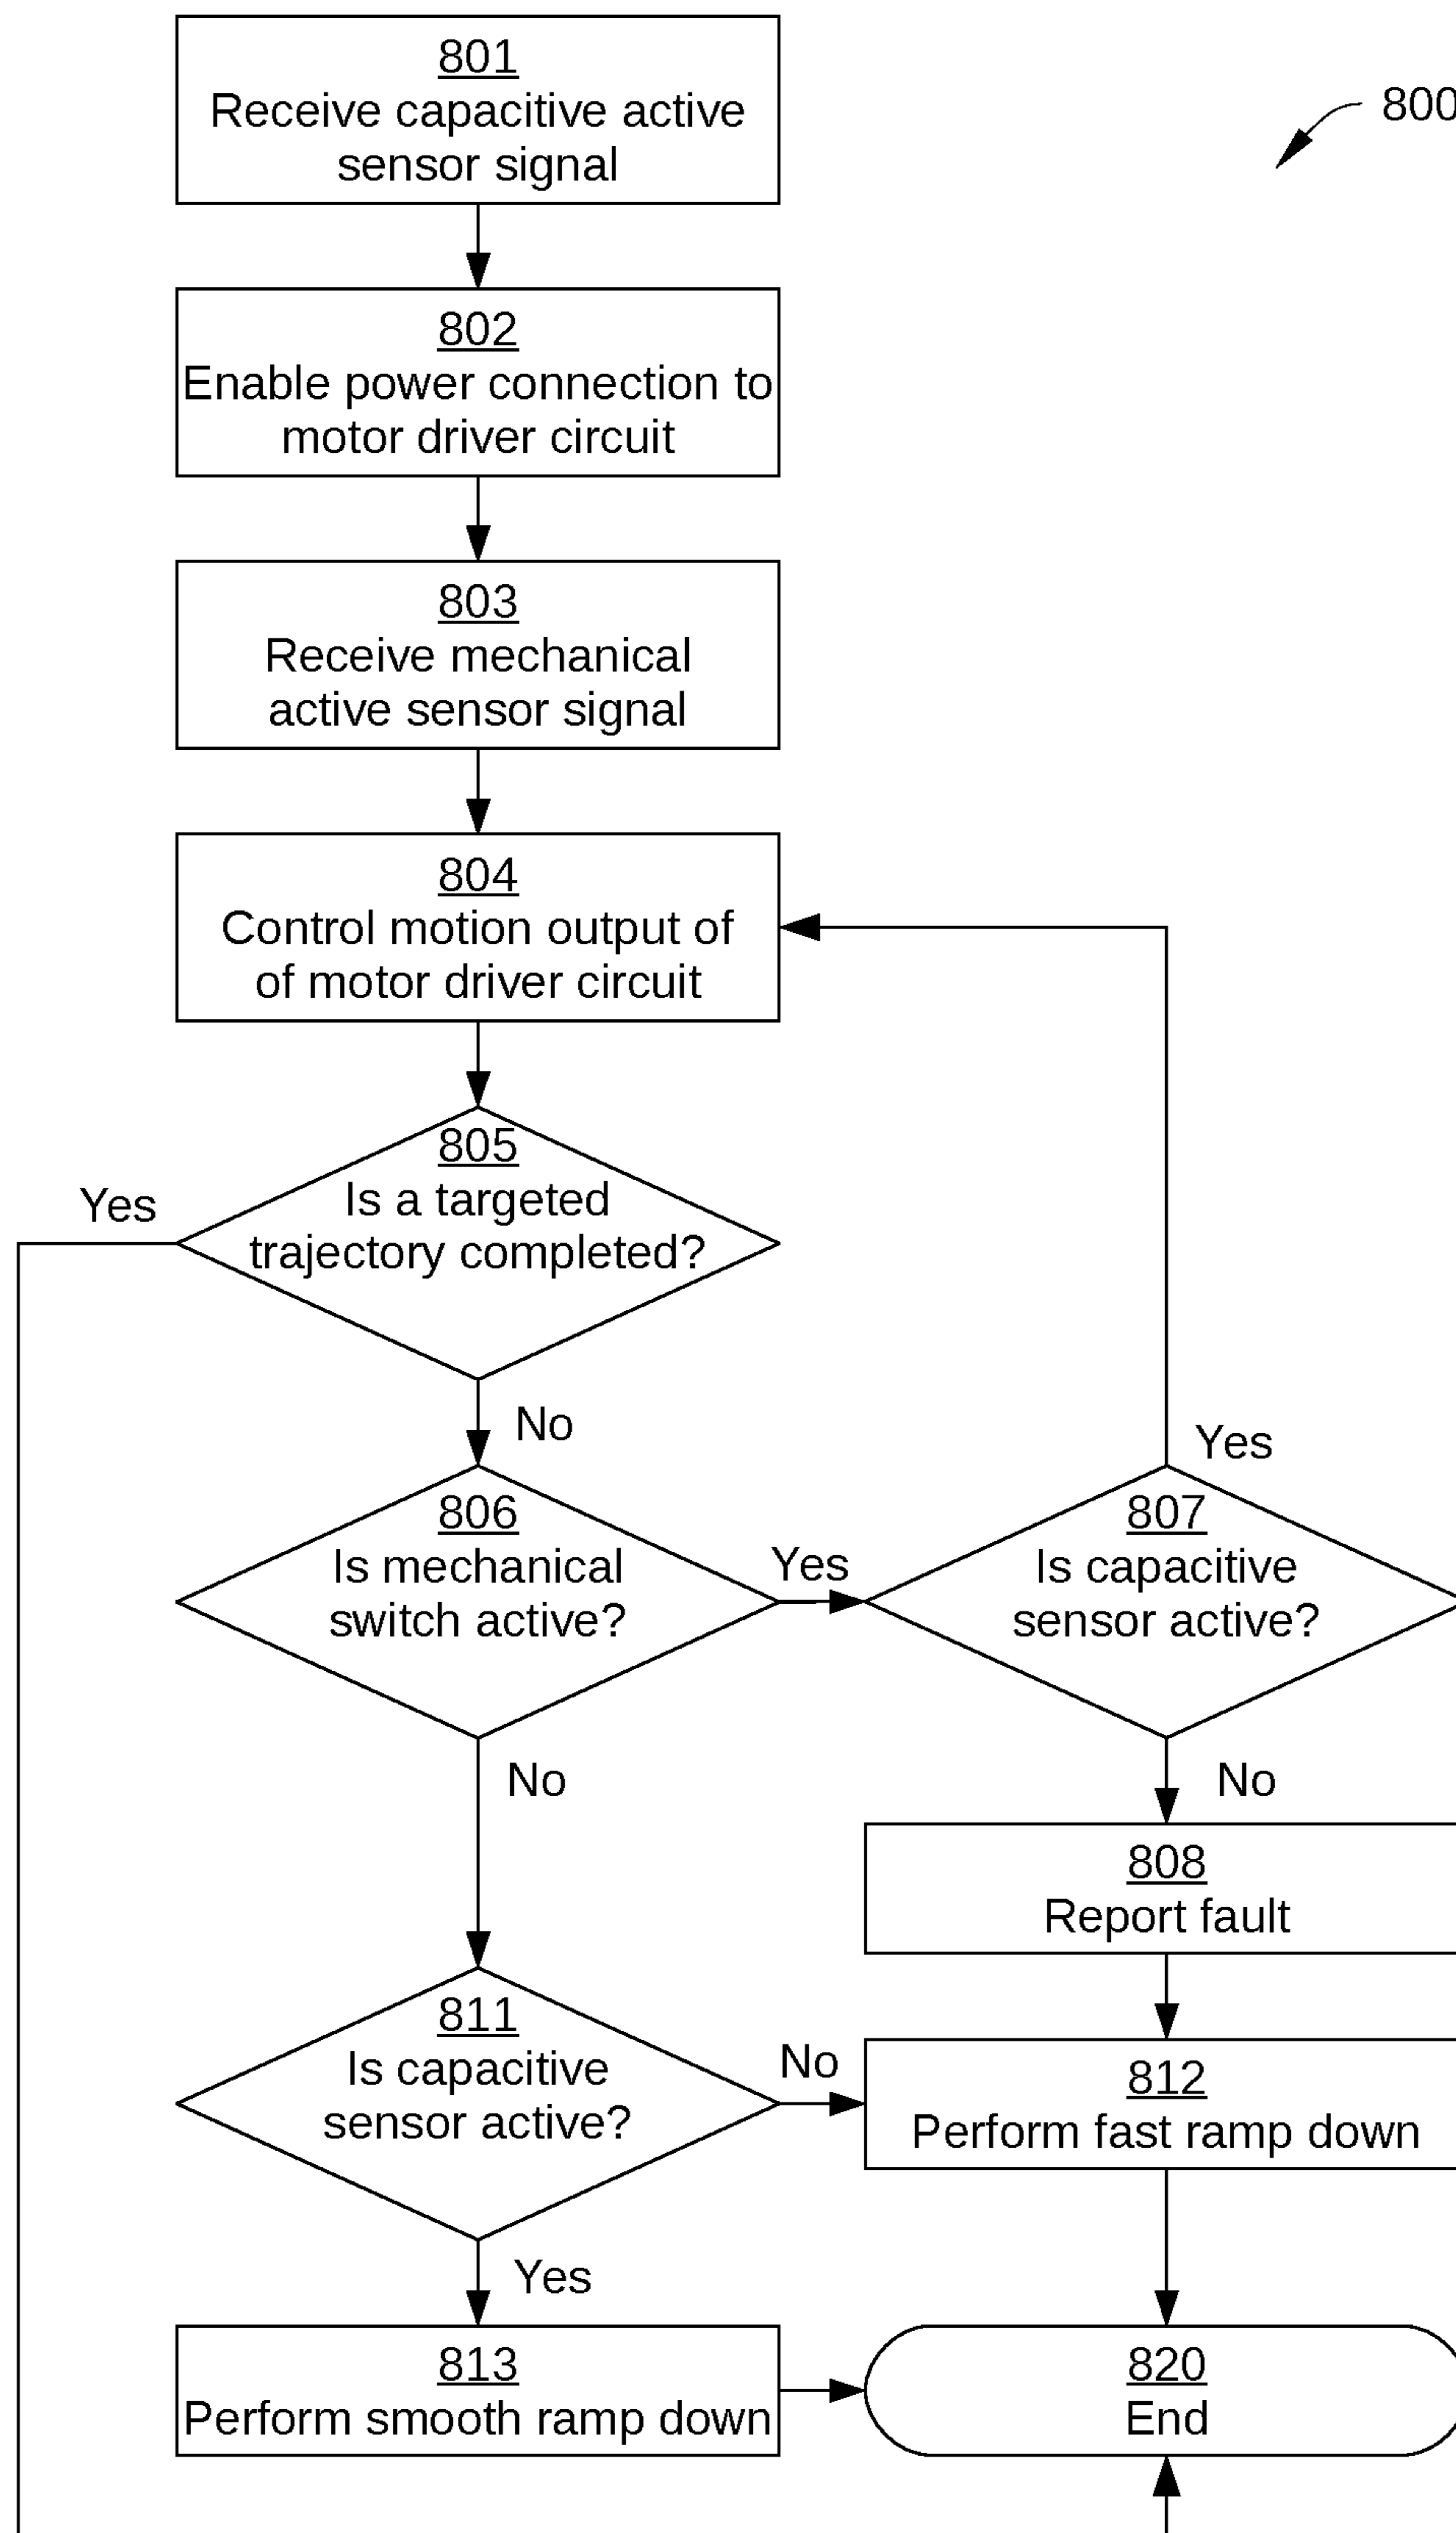 801
Receive capacitive active
sensor signal
800
802
Enable power connection to
motor driver circuit
803
Receive mechanical
active sensor signal
804
Control motion output of
of motor driver circuit
805
Is a targeted
trajectory completed?
Yes
No
806
Is mechanical
switch active?
Yes
No
807
Is capacitive
sensor active?
Yes
No
808
Report fault
811
Is capacitive
sensor active?
No
Yes
812
Perform fast ramp down
813
Perform smooth ramp down
820
End